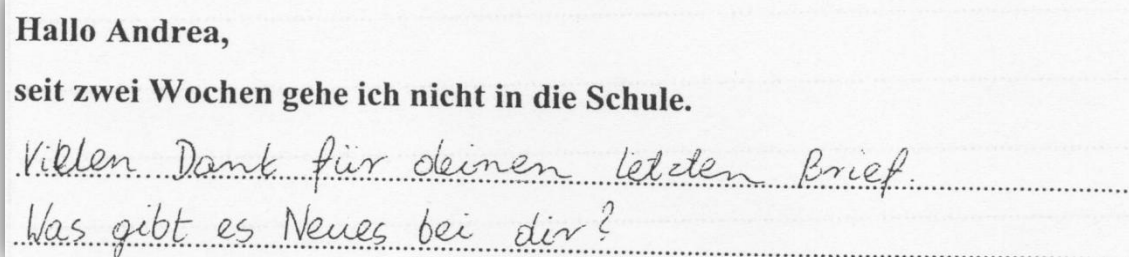 Hallo Andrea,
seit zwei Wochen gehe ich nicht in die Schule.
Vielen Dank für deinen letzten Brief.
Was gibt es Neues bei dir?